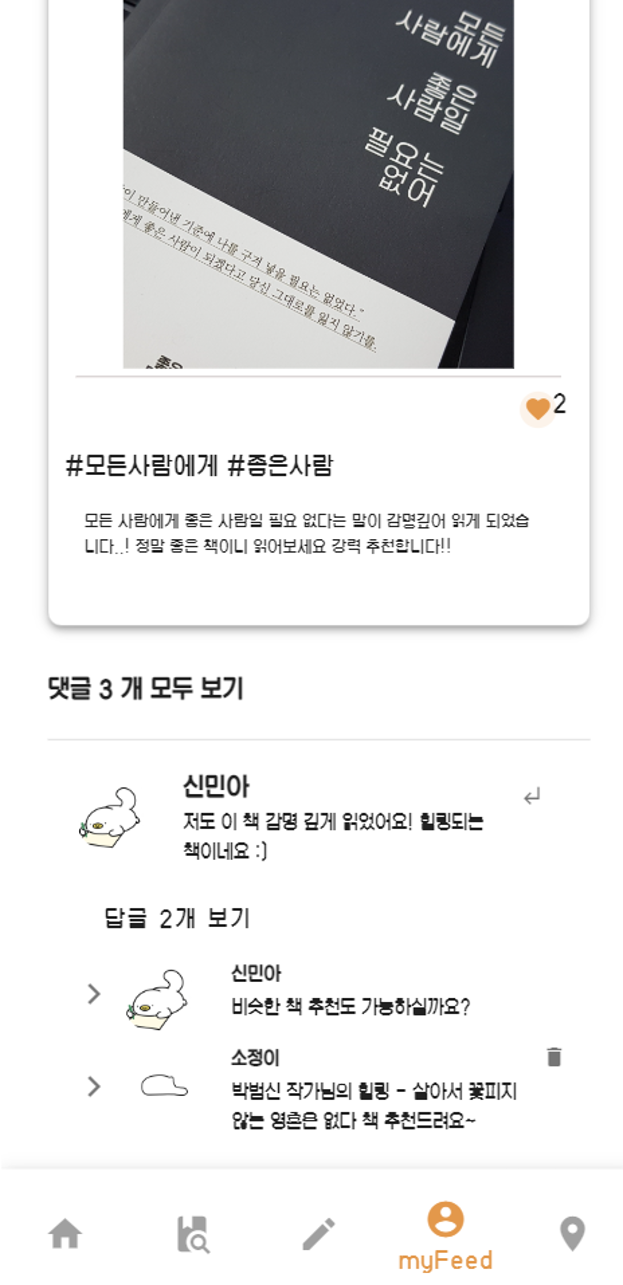 모든
사람에게
좋은
사람일
필요는
없어
이 만들어낸 기준에 나를 구겨 넣을 필요는 없었다."
에게 좋은 사람이 되겠다고 당신 그대로를 잃지 않기를.
2
#모든사람에게 #좋은사람
모든 사람에게 좋은 사람일 필요 없다는 말이 감명깊어 읽게 되었습
니다..! 정말 좋은 책이니 읽어보세요 강력 추천합니다!!
댓글 3 개 모두 보기
신민아
저도 이 책 감명 깊게 읽었어요! 힐링되는
책이네요 :)
답글 2개 보기
신민아
비슷한 책 추천도 가능하실까요?
소정이
박범신 작가님의 힐링 - 살아서 꽃피지
않는 영혼은 없다 책 추천드려요~
myFeed